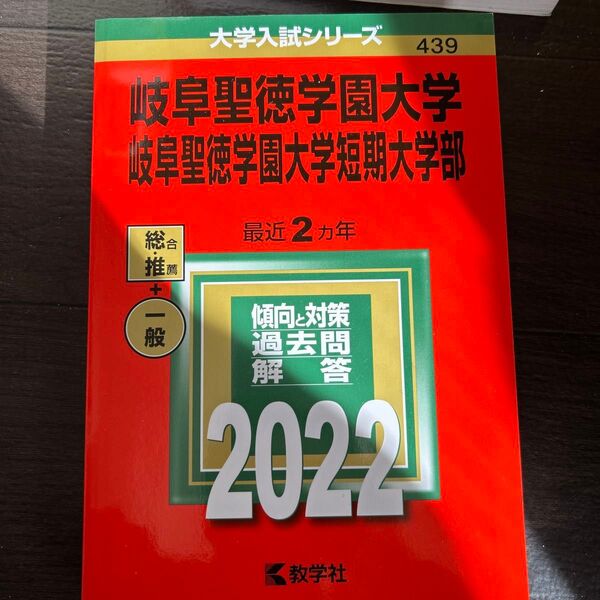 大学入試シリーズ
439
岐阜聖徳学園大学
岐阜聖徳学園大学短期大学部
最近2カ年
総合
・
推薦
+
一般
傾向と対策
過去問
解答
2022
教学社